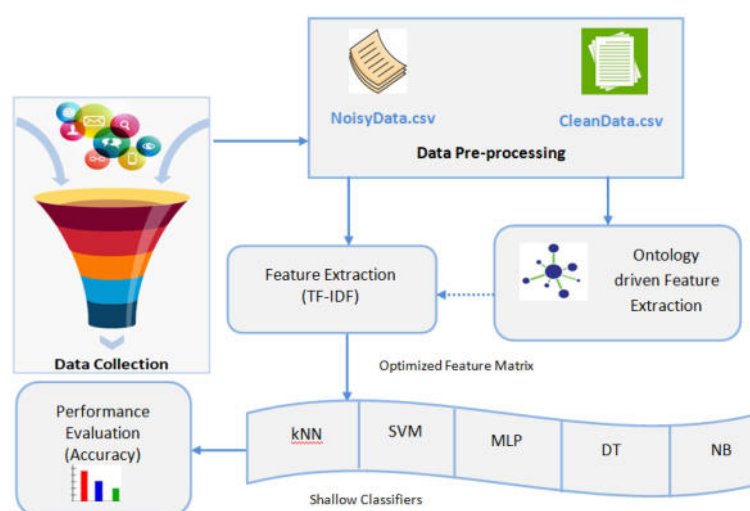 NoisyData.csv
CleanData.csv
Data Pre-processing
Data Collection
Feature Extraction
(TF-IDF)
Ontology
driven Feature
Extraction
Optimized Feature Matrix
kNN
SVM
MLP
DT
NB
Shallow Classifiers
Performance
Evaluation
(Accuracy)